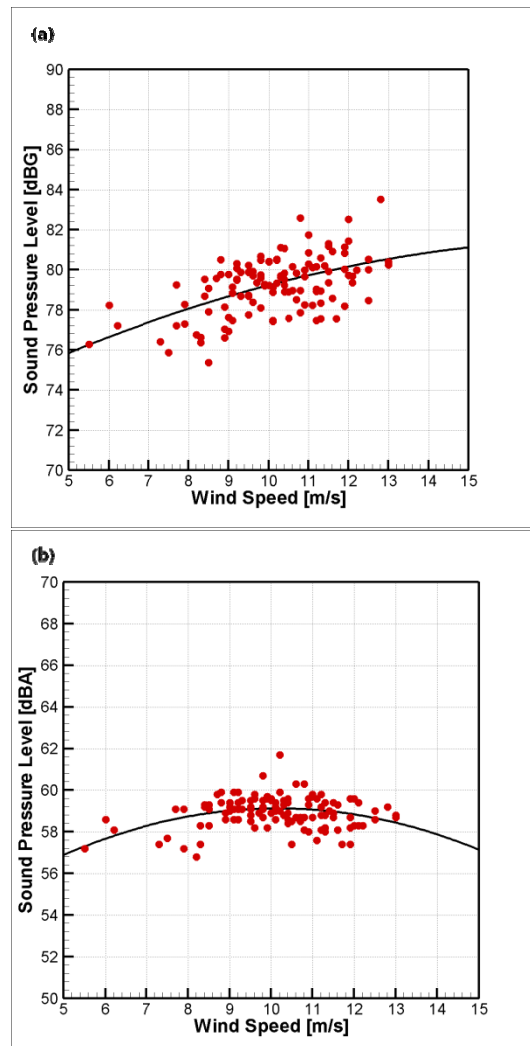 (a)
90
88
86
84
82
80
78
76
74
72
70
Sound Pressure Level [dBG]
5 6 7 8 9 10 11 12 13 14 15
Wind Speed [m/s]
(b)
70
68
66
64
62
60
58
56
54
52
50
Sound Pressure Level [dBA]
5 6 7 8 9 10 11 12 13 14 15
Wind Speed [m/s]